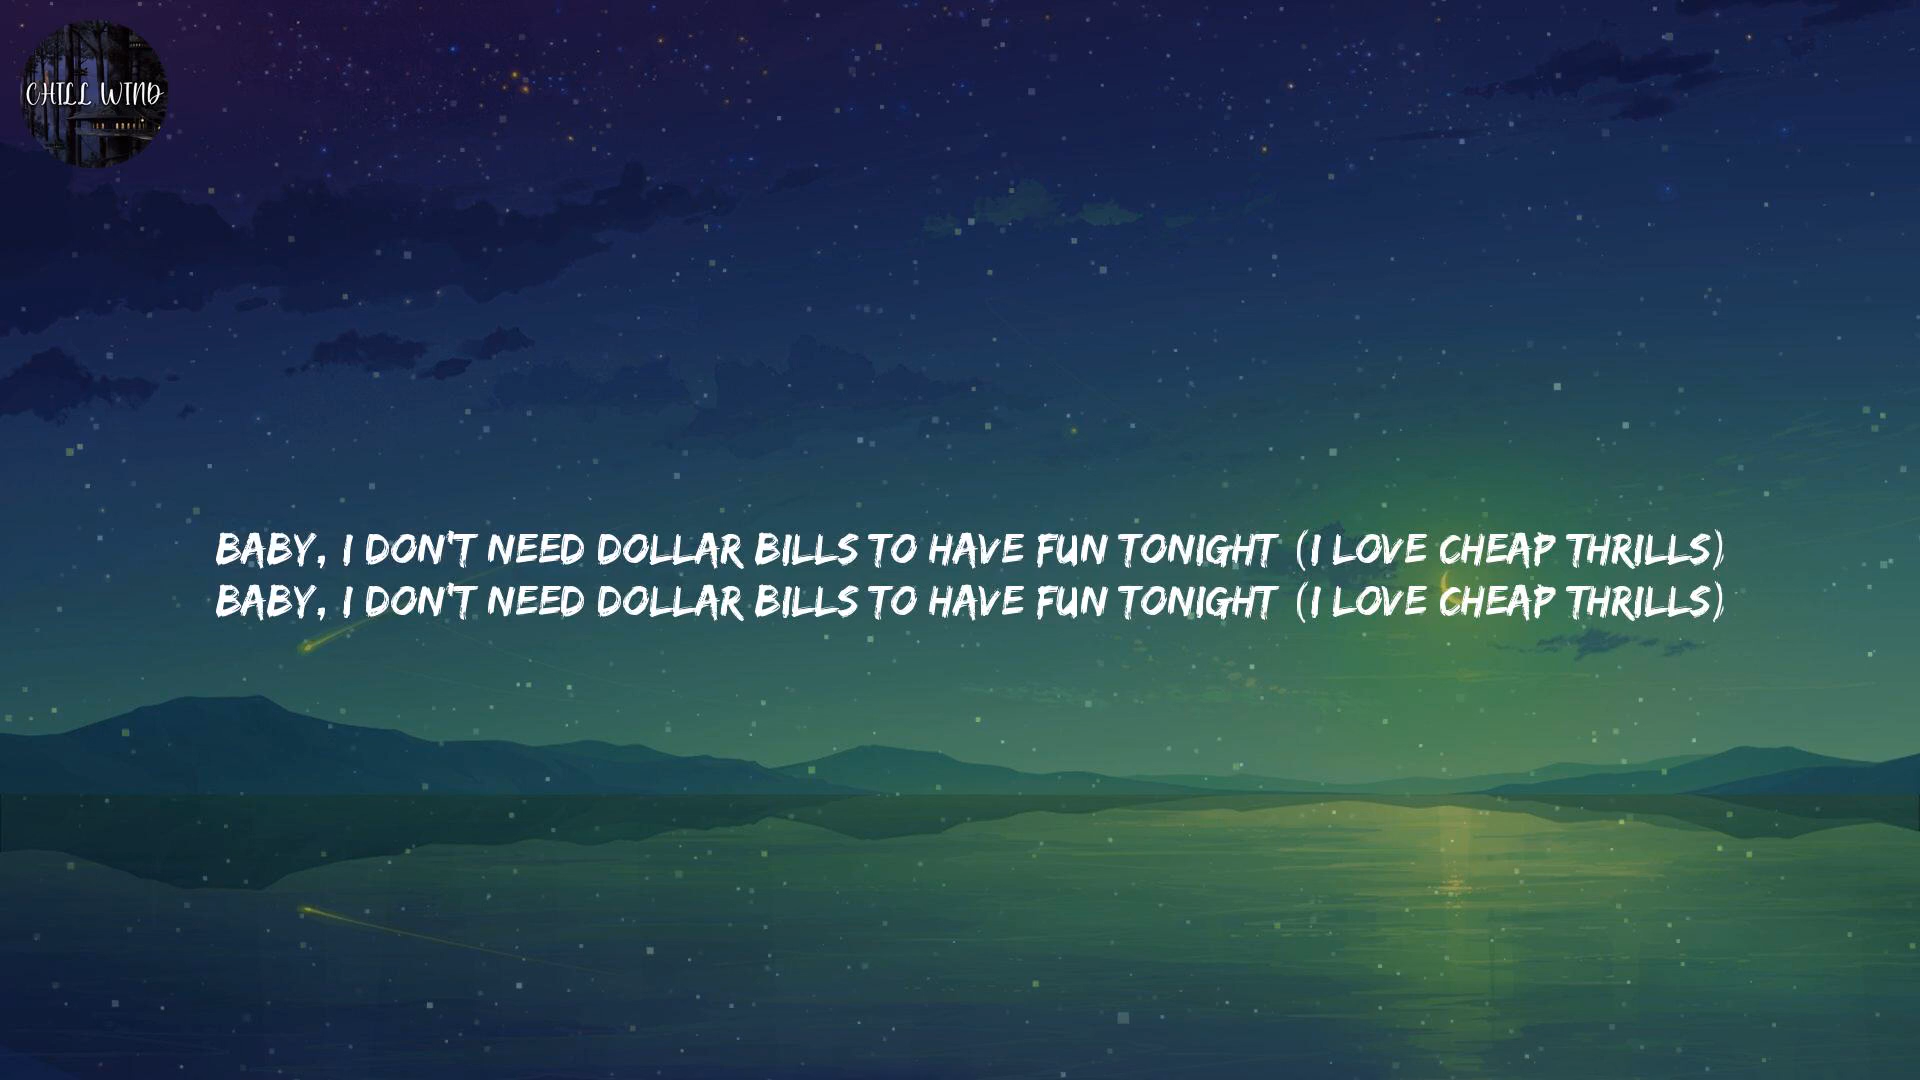 CHILL WIND
BABY, I DON'T NEED DOLLAR BILLS TO HAVE FUN TONIGHT (I LOVE CHEAP THRILLS)
BABY, I DON'T NEED DOLLAR BILLS TO HAVE FUN TONIGHT (I LOVE CHEAP THRILLS)